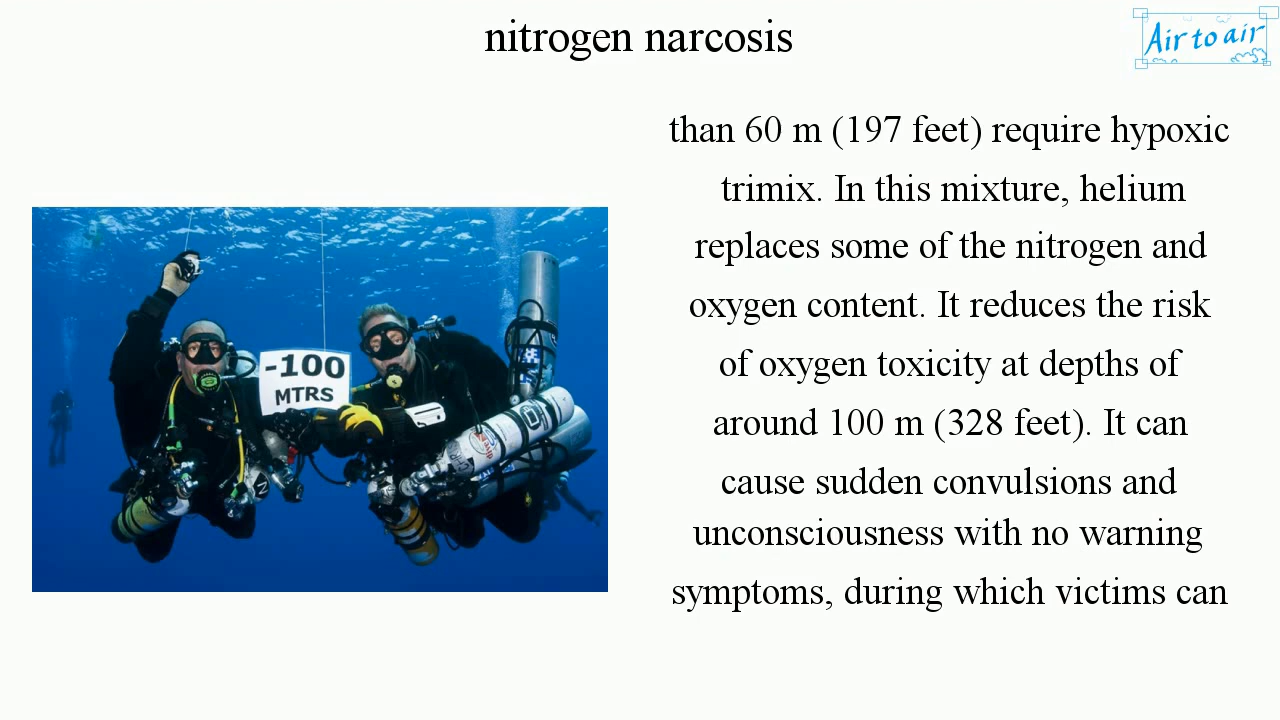 nitrogen narcosis
Air to air
than 60 m (197 feet) require hypoxic
trimix. In this mixture, helium
replaces some of the nitrogen and
oxygen content. It reduces the risk
of oxygen toxicity at depths of
around 100 m (328 feet). It can
cause sudden convulsions and
unconsciousness with no warning
symptoms, during which victims can
-100
MTRS